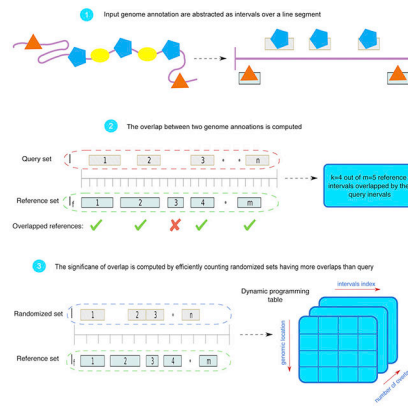 1 Input genome annotation are abstracted as intervals over a line segment
2 The overlap between two genome annoations is computed
Query set
1 2 3 n
Reference set
1 2 3 4 m
Overlapped references:
k=4 out of m=5 reference
intervals overlapped by the
query inervals
3 The significane of overlap is computed by efficiently counting randomized sets having more overlaps than query
Randomized set
1 2 3 n
Reference set
1 2 3 4 m
Dynamic programming
table
intervals index
genomic location
number of overla